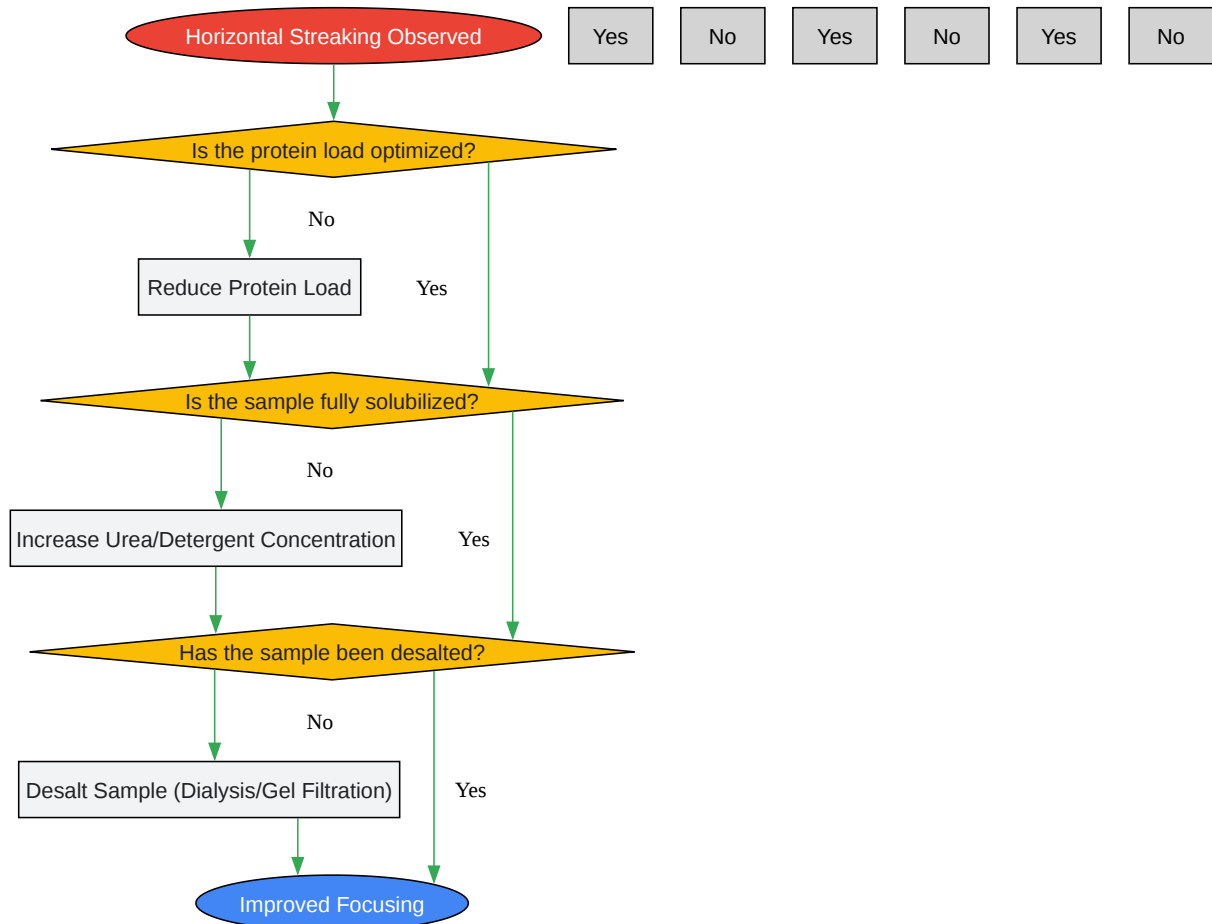 Horizontal Streaking Observed
Yes
No
Yes
No
Yes
No
Is the protein load optimized?
No
Reduce Protein Load
Yes
Is the sample fully solubilized?
No
Increase Urea/Detergent Concentration
Yes
Has the sample been desalted?
No
Desalt Sample (Dialysis/Gel Filtration)
Yes
Improved Focusing